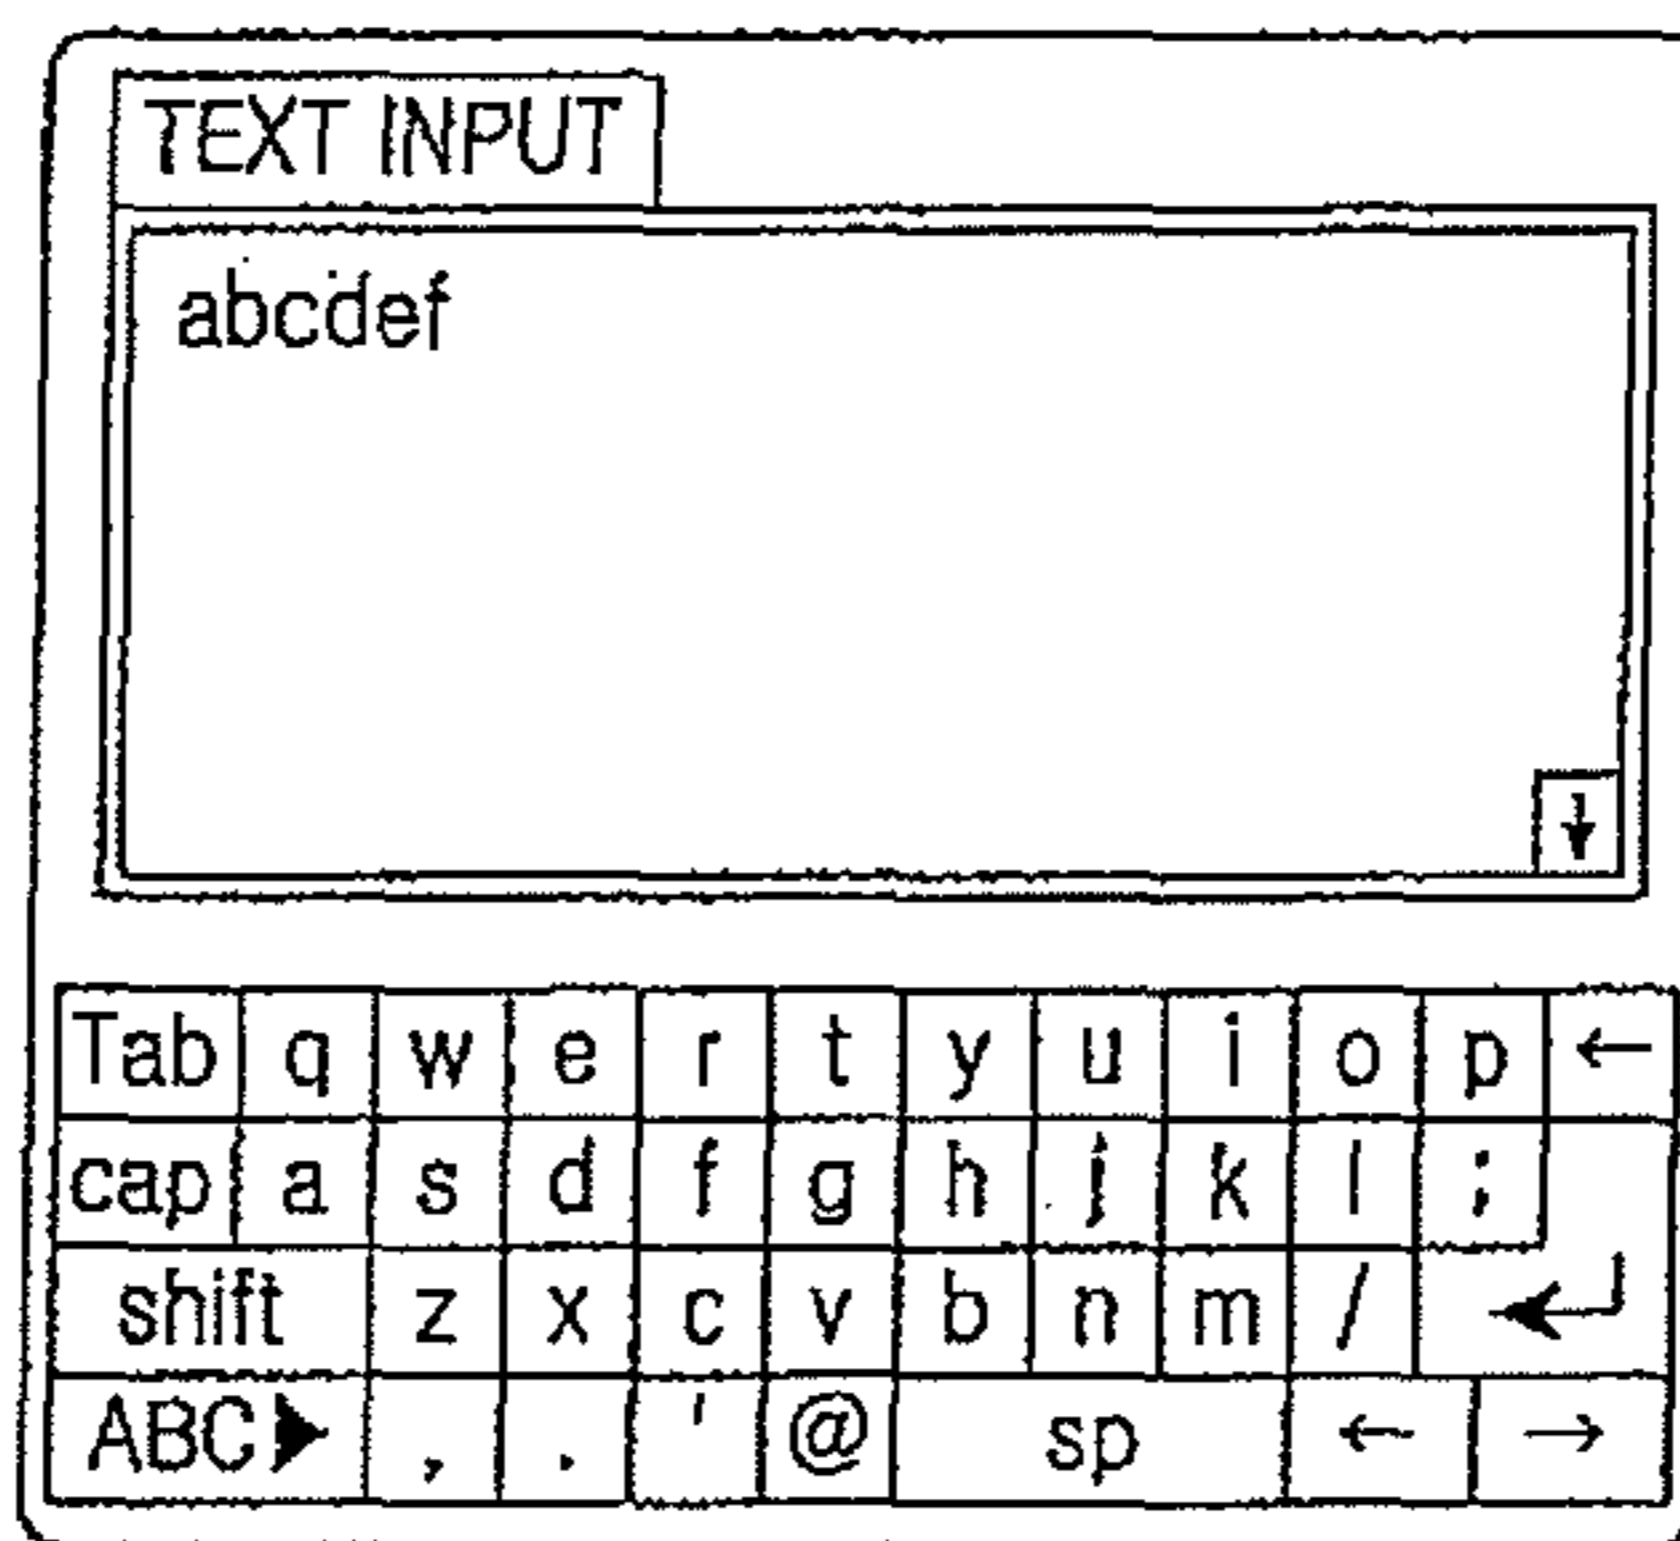 TEXT INPUT
abcdef
↓
Tab q w e r t y u i o p ←
cap a s d f g h j k l ;
shift z x c v b n m / ↵
ABC▶ , . ' @ sp ← →